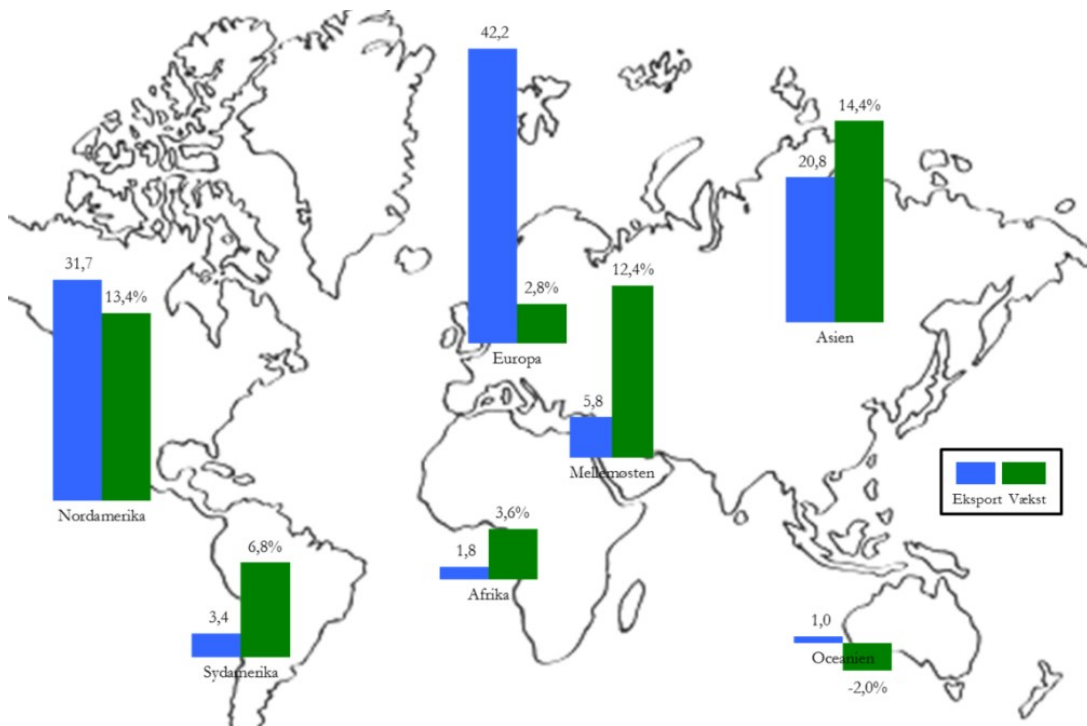 42,2
14,4%
20,8
31,7
13,4%
2,8%
12,4%
Asien
Europa
5,8
Mellemøsten
Eksport Vækst
Nordamerika
3,6%
1,8
6,8%
Afrika
3,4
1,0
Oceanien
Sydamerika
-2,0%